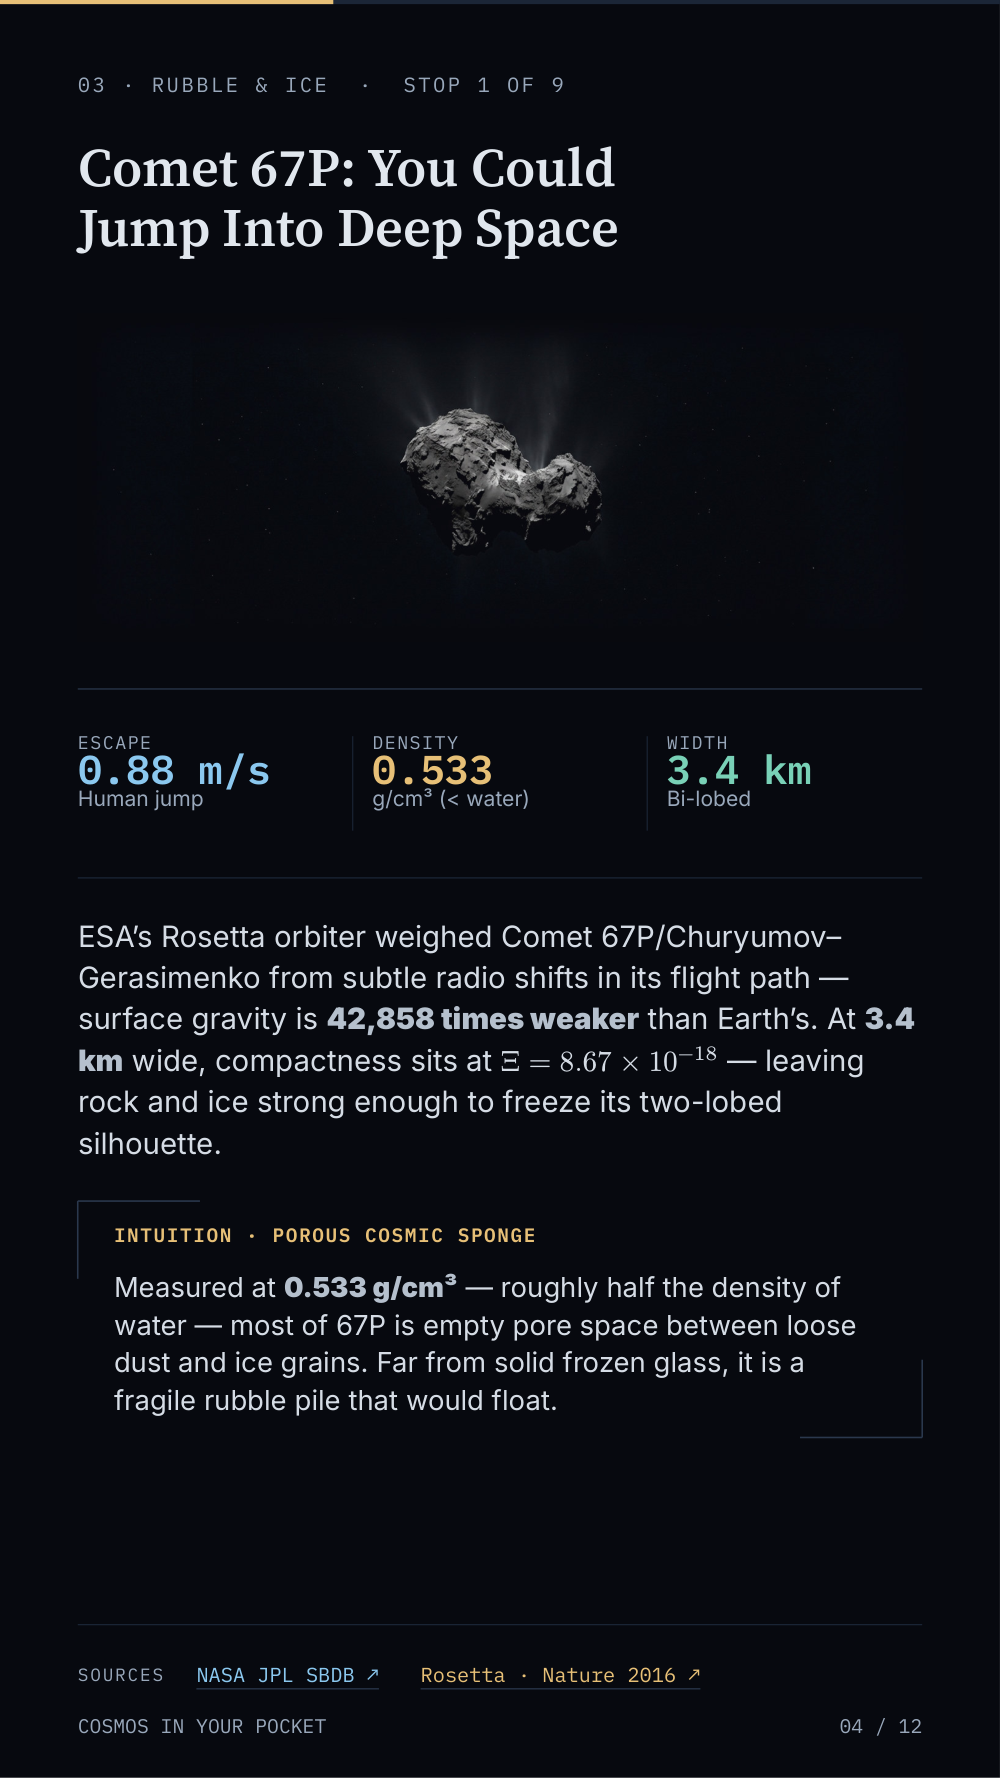 03 · RUBBLE & ICE · STOP 1 OF 9
Comet 67P: You Could
Jump Into Deep Space
ESCAPE
0.88 m/s
Human jump
DENSITY
0.533
g/cm³ (< water)
WIDTH
3.4 km
Bi-lobed
ESA’s Rosetta orbiter weighed Comet 67P/Churyumov–
Gerasimenko from subtle radio shifts in its flight path —
surface gravity is 42,858 times weaker than Earth’s. At 3.4
km wide, compactness sits at Ξ = 8.67 × 10⁻¹⁸ — leaving
rock and ice strong enough to freeze its two-lobed
silhouette.
INTUITION · POROUS COSMIC SPONGE
Measured at 0.533 g/cm³ — roughly half the density of
water — most of 67P is empty pore space between loose
dust and ice grains. Far from solid frozen glass, it is a
fragile rubble pile that would float.
SOURCES NASA JPL SBDB ↗ Rosetta · Nature 2016 ↗
COSMOS IN YOUR POCKET 04 / 12